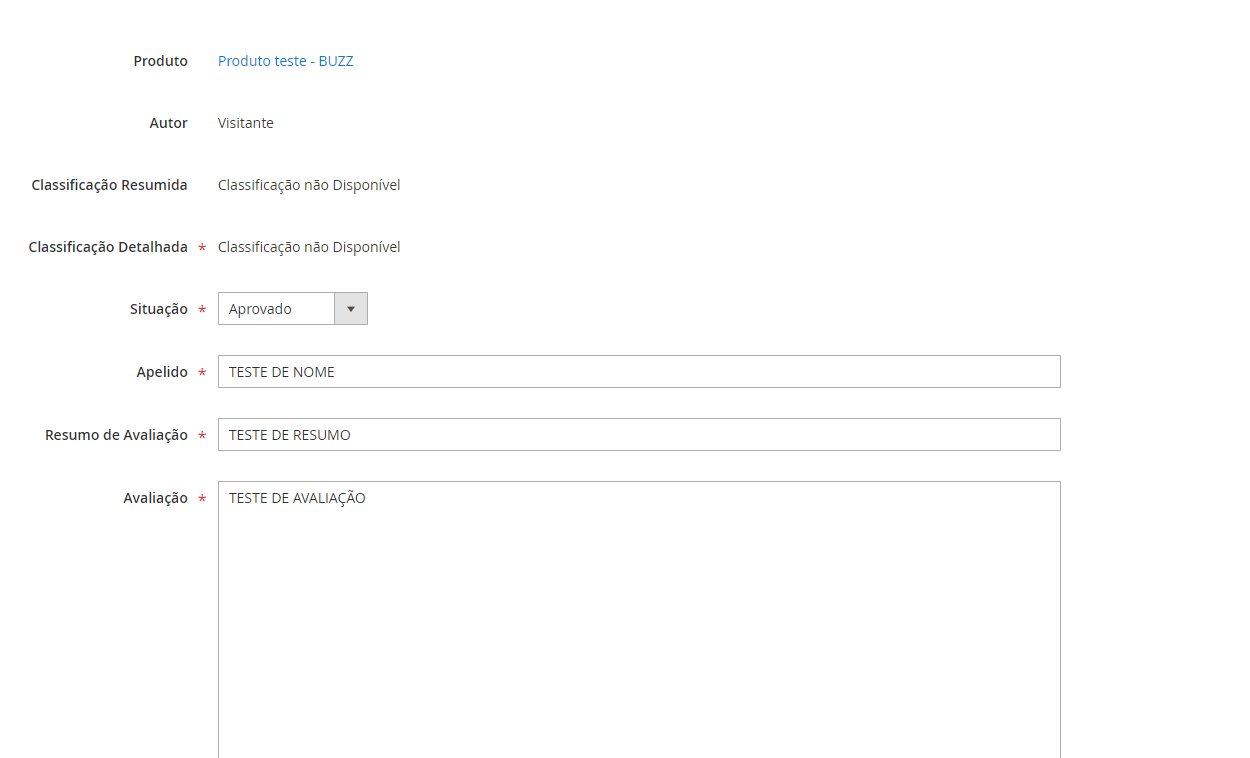 Produto Produto teste - BUZZ
Autor Visitante
Classificação Resumida Classificação não Disponível
Classificação Detalhada * Classificação não Disponível
Situação * Aprovado
Apelido * TESTE DE NOME
Resumo de Avaliação * TESTE DE RESUMO
Avaliação * TESTE DE AVALIAÇÃO